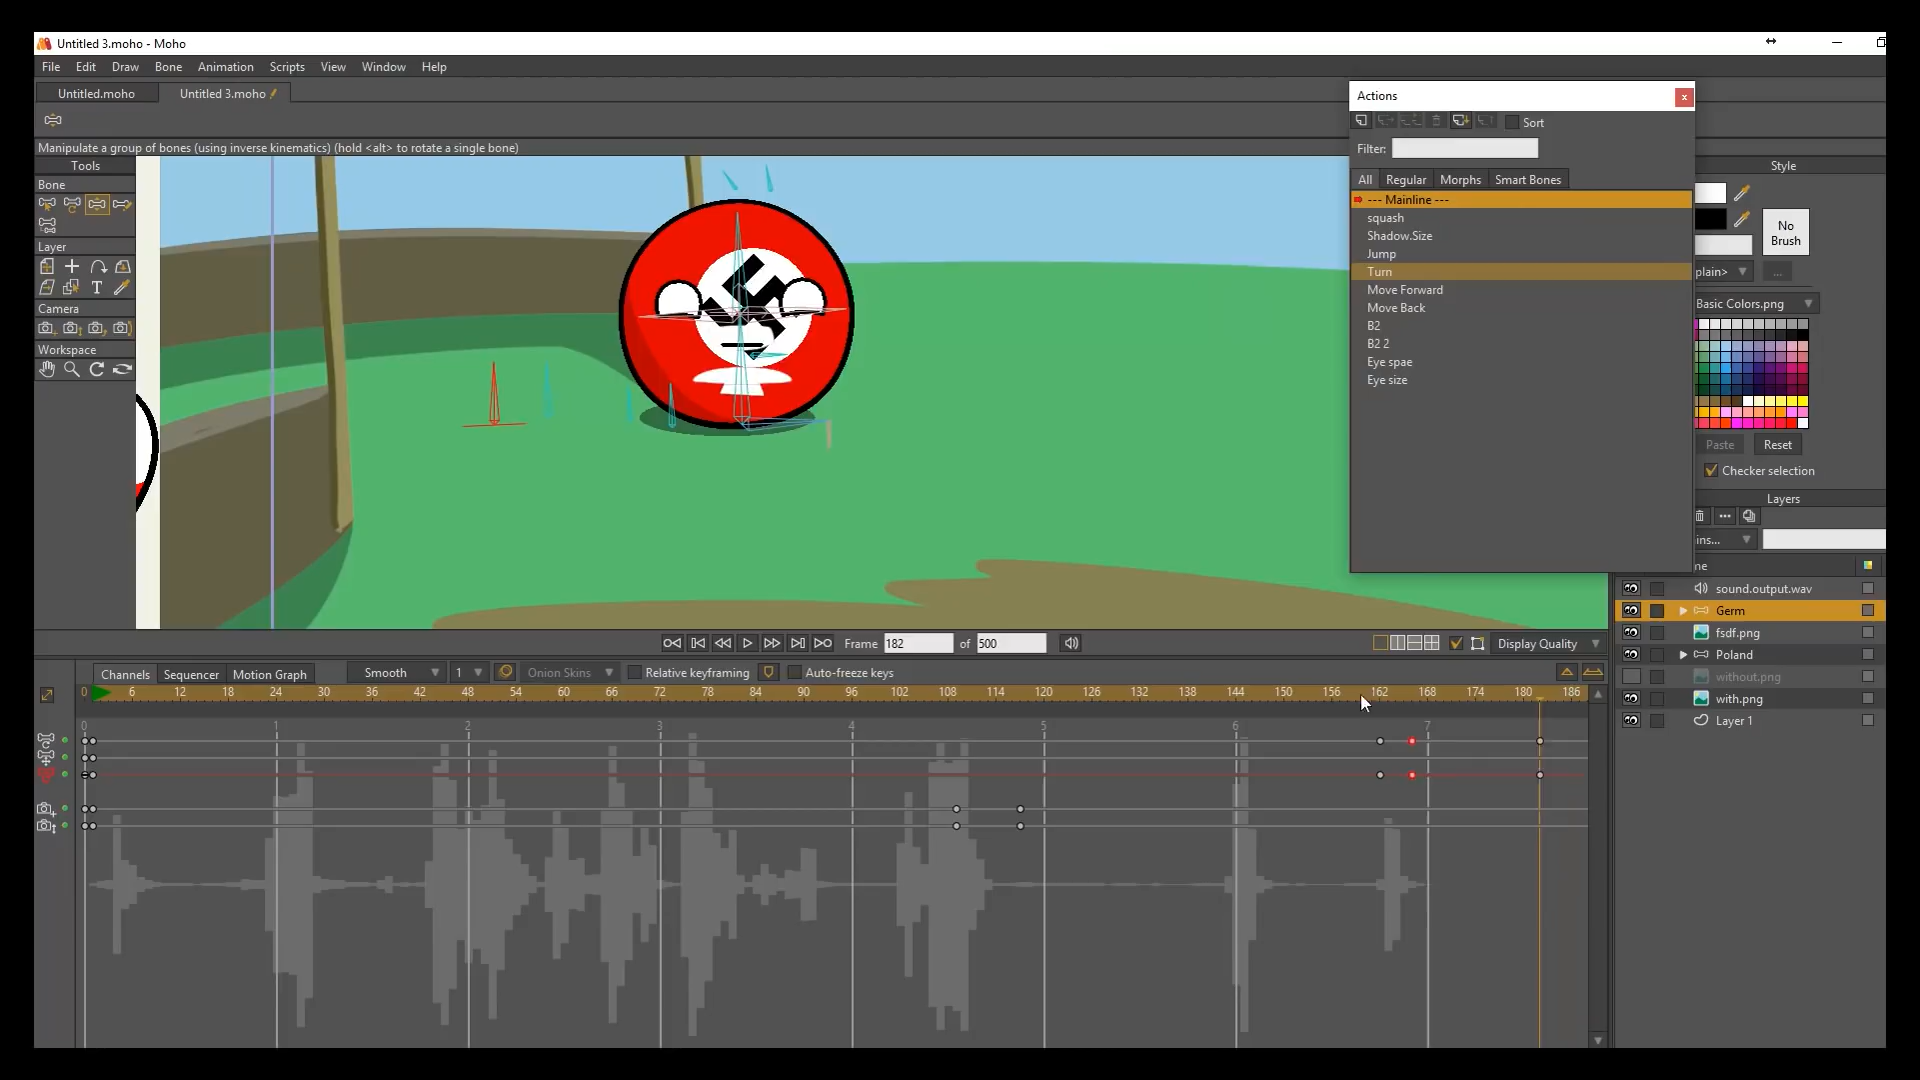 Untitled 3.moho - Moho
File Edit Draw Bone Animation Scripts View Window Help
Untitled.moho Untitled 3.moho
Manipulate a group of bones (using inverse kinematics) (hold <alt> to rotate a single bone)
Tools
Bone
Layer
T
Camera
Workspace
Actions
Sort
Filter:
All Regular Morphs Smart Bones
--- Mainline ---
squash
Shadow.Size
Jump
Turn
Move Forward
Move Back
B2
B2 2
Eye spae
Eye size
Style
No
Brush
plain> ...
Basic Colors.png
Paste Reset
Checker selection
Layers
ins...
me
sound.output.wav
Germ
fsdf.png
Poland
without.png
with.png
Layer 1
Frame 182 of 500 Display Quality
Channels Sequencer Motion Graph Smooth 1 Onion Skins Relative keyframing Auto-freeze keys
0 6 12 18 24 30 36 42 48 54 60 66 72 78 84 90 96 102 108 114 120 126 132 138 144 150 156 162 168 174 180 186
0 1 2 3 4 5 6 7